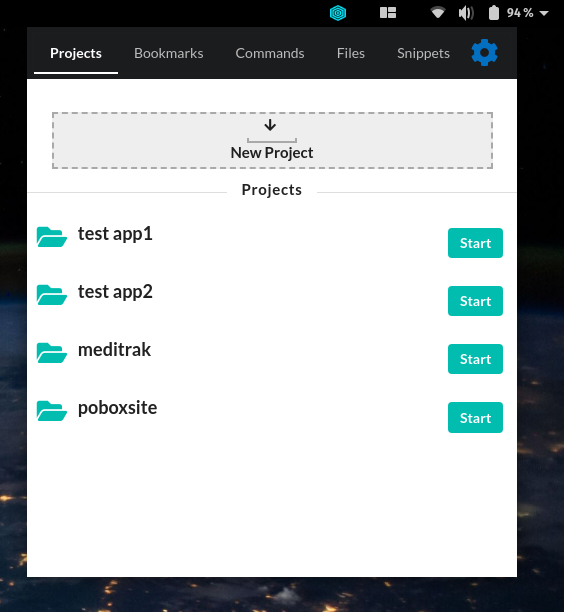 94 %
Projects Bookmarks Commands Files Snippets
New Project
Projects
test app1 Start
test app2 Start
meditrak Start
poboxsite Start